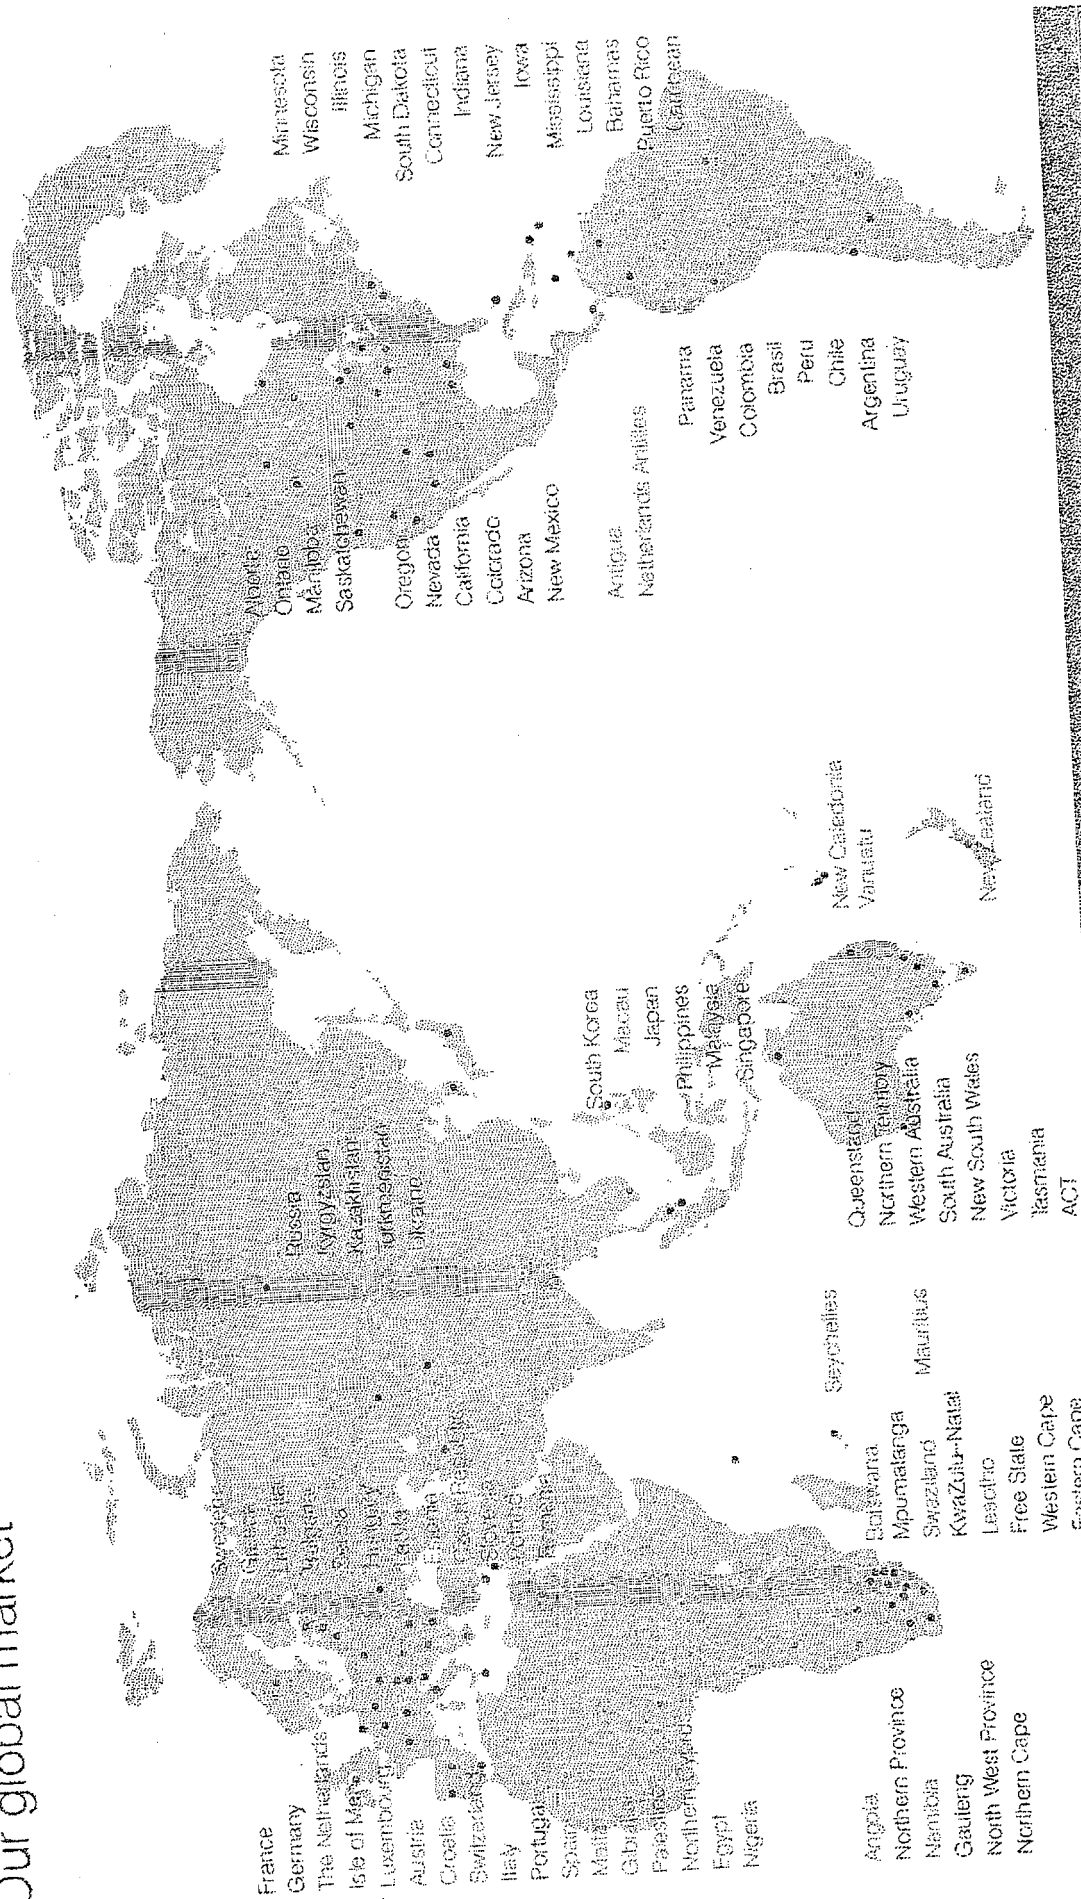 Our global market
France
Germany
The Netherlands
Isle of Man
Luxembourg
Austria
Croatia
Switzerland
Italy
Portugal
Spain
Malta
Gibraltar
Palestine
Northern Cyprus
Egypt
Nigeria
Angola
Northern Province
Namibia
Gauteng
North West Province
Northern Cape
Sweden
Greece
Hungary
Latvia
Czech Republic
Slovenia
Poland
Romania
Botswana
Mpumalanga
Swaziland
KwaZulu-Natal
Lesotho
Free State
Western Cape
Eastern Cape
Seychelles
Mauritius
Russia
Kyrgyzstan
Kazakhstan
Turkmenistan
Ukraine
South Korea
Macau
Japan
Philippines
Malaysia
Singapore
Queensland
Northern Territory
Western Australia
South Australia
New South Wales
Victoria
Tasmania
ACT
New Caledonia
Vanuatu
New Zealand
Alberta
Ontario
Manitoba
Saskatchewan
Oregon
Nevada
California
Colorado
Arizona
New Mexico
Antigua
Netherlands Antilles
Minnesota
Wisconsin
Illinois
Michigan
South Dakota
Connecticut
Indiana
New Jersey
Iowa
Mississippi
Louisiana
Bahamas
Puerto Rico
Caribbean
Panama
Venezuela
Colombia
Brasil
Peru
Chile
Argentina
Uruguay